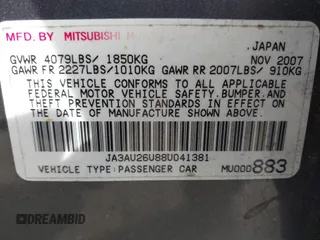 MFD. BY MITSUBISHI M
JAPAN
GVWR 4079LBS/ 1850KG NOV 2007
GAWR FR 2227LBS/1010KG GAWR RR 2007LBS/ 910KG
THIS VEHICLE CONFORMS TO ALL APPLICABLE
FEDERAL MOTOR VEHICLE SAFETY, BUMPER AND
THEFT PREVENTION STANDARDS IN EFFECT ON
THE DATE OF MANUFACTURE SHOWN ABOVE.
JA3AU26U88U041381
VEHICLE TYPE:PASSENGER CAR MU000883
DREAMBID